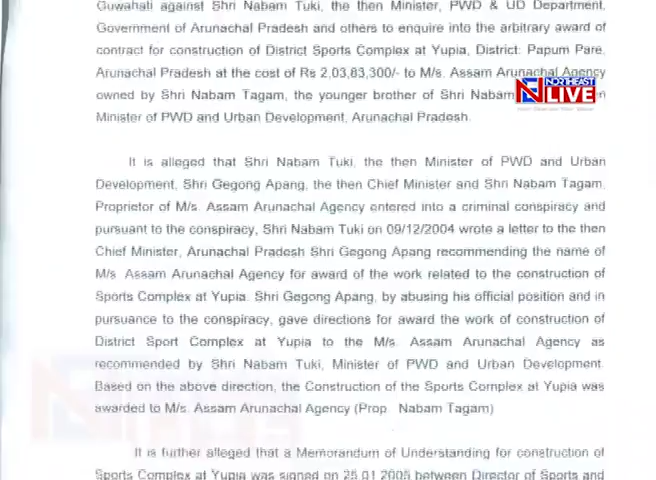 Guwahati against Shri Nabam Tuki, the then Minister, PWD & UD Department,
Government of Arunachal Pradesh and others to enquire into the arbitrary award of
contract for construction of District Sports Complex at Yupia, District: Papum Pare,
Arunachal Pradesh at the cost of Rs 2,03,83,300/- to M/s. Assam Arunachal Agency
owned by Shri Nabam Tagam, the younger brother of Shri Nabam
NORTHEAST
LIVE
Minister of PWD and Urban Development, Arunachal Pradesh.
It is alleged that Shri Nabam Tuki, the then Minister of PWD and Urban
Development, Shri Gegong Apang, the then Chief Minister and Shri Nabam Tagam,
Proprietor of M/s. Assam Arunachal Agency entered into a criminal conspiracy and
pursuant to the conspiracy, Shri Nabam Tuki on 09/12/2004 wrote a letter to the then
Chief Minister, Arunachal Pradesh Shri Gegong Apang recommending the name of
M/s. Assam Arunachal Agency for award of the work related to the construction of
Sports Complex at Yupia. Shri Gegong Apang, by abusing his official position and in
pursuance to the conspiracy, gave directions for award the work of construction of
District Sport Complex at Yupia to the M/s. Assam Arunachal Agency as
recommended by Shri Nabam Tuki, Minister of PWD and Urban Development.
Based on the above direction, the Construction of the Sports Complex at Yupia was
awarded to M/s. Assam Arunachal Agency (Prop. Nabam Tagam)
It is further alleged that a Memorandum of Understanding for construction of
Sports Complex at Yupia was signed on 25.01.2005 between Director of Sports and